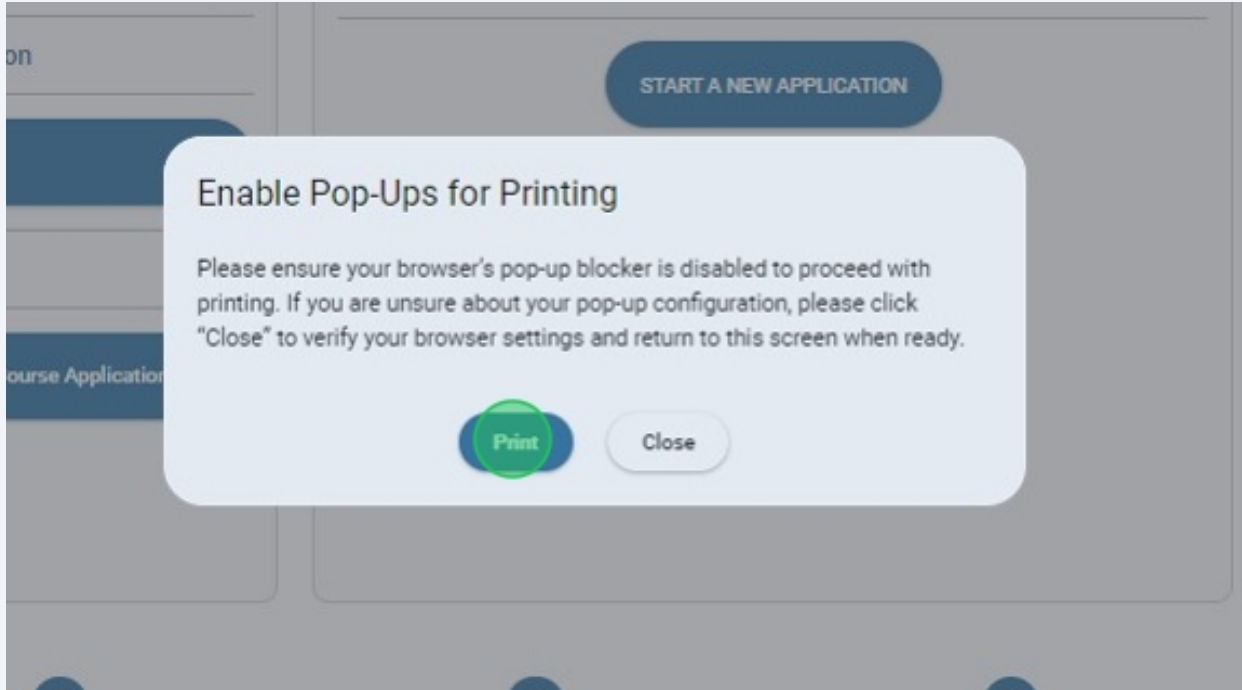 on
START A NEW APPLICATION
Enable Pop-Ups for Printing
Please ensure your browser's pop-up blocker is disabled to proceed with
printing. If you are unsure about your pop-up configuration, please click
“Close” to verify your browser settings and return to this screen when ready.
ourse Application
Print
Close